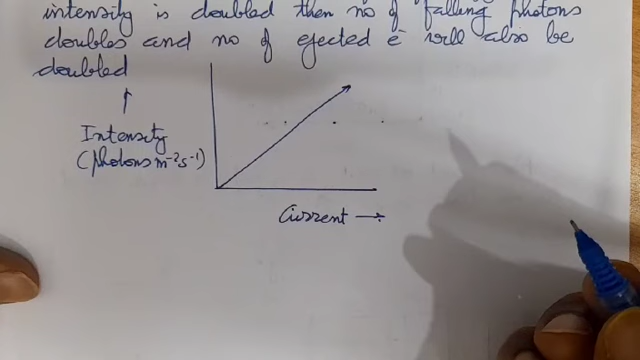 intensity is doubled then no of falling photons
doubles and no of ejected e⁻ will also be
doubled
Intensity
(photons m⁻² s⁻¹)
Current →